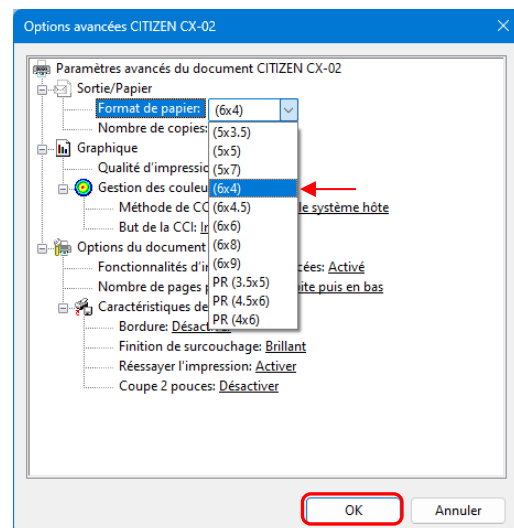 Options avancées CITIZEN CX-02
Paramètres avancés du document CITIZEN CX-02
Sortie/Papier
Format de papier: (6x4)
Nombre de copies:
(5x3.5)
(5x5)
(5x7)
(6x4)
(6x4.5)
(6x6)
(6x8)
(6x9)
PR (3.5x5)
PR (4.5x6)
PR (4x6)
Graphique
Qualité d'impressio
Gestion des couleu
Méthode de CC le système hôte
But de la CCI: I
Options du document
Fonctionnalités d'i cées: Activé
Nombre de pages ite puis en bas
Caractéristiques de
Bordure: Désact
Finition de surcouchage: Brillant
Réessayer l'impression: Activer
Coupe 2 pouces: Désactiver
OK
Annuler